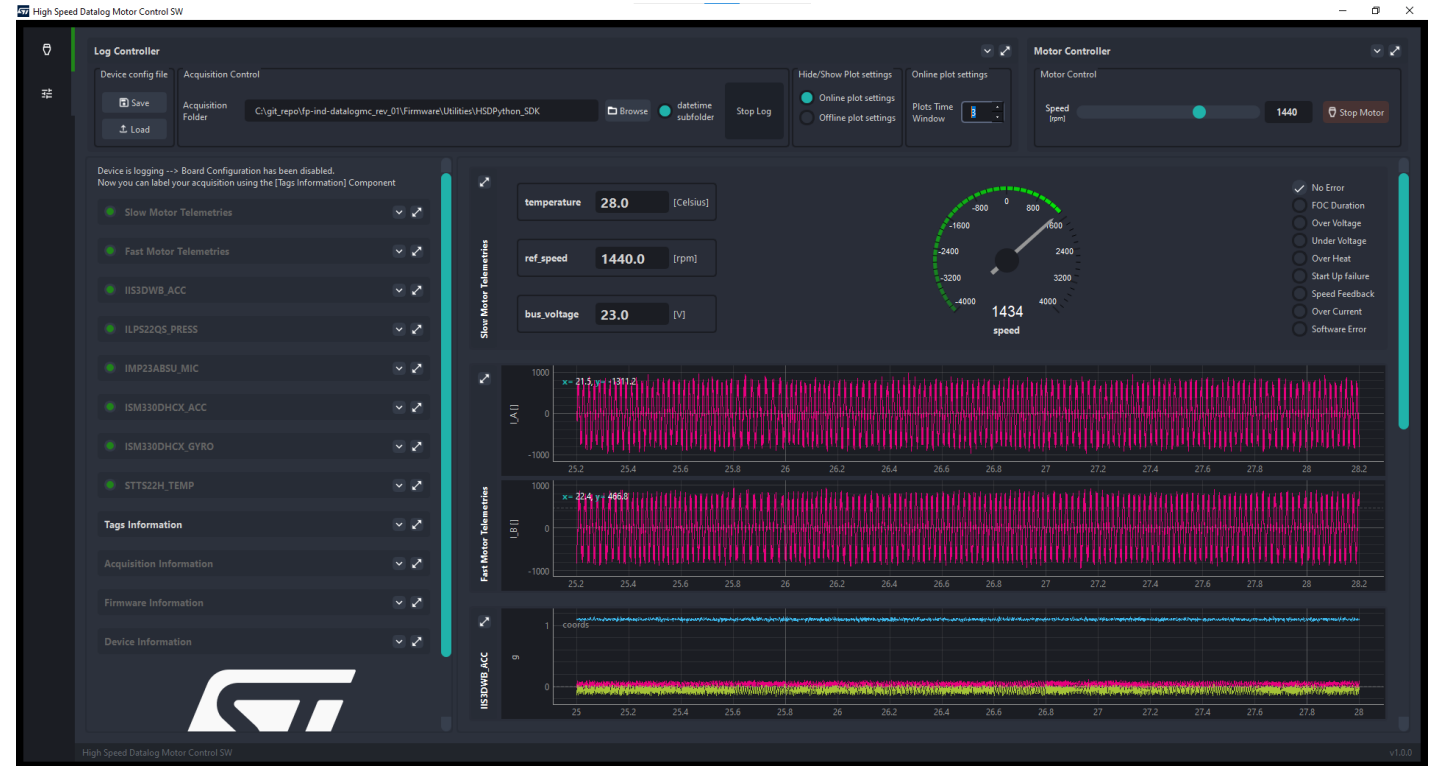 High Speed Datalog Motor Control SW
Log Controller
Device config file
Save
Load
Acquisition Control
Acquisition
Folder
C:\git_repo\fp-ind-datalogmc_rev_01\Firmware\Utilities\HSDPython_SDK
Browse
datetime
subfolder
Stop Log
Hide/Show Plot settings
Online plot settings
Offline plot settings
Online plot settings
Plots Time
Window
3
Motor Controller
Motor Control
Speed
[rpm]
1440
Stop Motor
Device is logging --> Board Configuration has been disabled.
Now you can label your acquisition using the [Tags Information] Component
Slow Motor Telemetries
Fast Motor Telemetries
IIS3DWB_ACC
ILPS22QS_PRESS
IMP23ABSU_MIC
ISM330DHCX_ACC
ISM330DHCX_GYRO
STTS22H_TEMP
Tags Information
Acquisition Information
Firmware Information
Device Information
Slow Motor Telemetries
temperature 28.0 [Celsius]
ref_speed 1440.0 [rpm]
bus_voltage 23.0 [V]
-4000
-3200
-2400
-1600
-800
0
800
1600
2400
3200
4000
1434
speed
No Error
FOC Duration
Over Voltage
Under Voltage
Over Heat
Start Up failure
Speed Feedback
Over Current
Software Error
Fast Motor Telemetries
I_A []
1000
0
-1000
x= 21.5, y= -1311.2
25.2 25.4 25.6 25.8 26 26.2 26.4 26.6 26.8 27 27.2 27.4 27.6 27.8 28 28.2
I_B []
1000
0
-1000
x= 22.4, y= 466.8
25.2 25.4 25.6 25.8 26 26.2 26.4 26.6 26.8 27 27.2 27.4 27.6 27.8 28 28.2
IIS3DWB_ACC
g
1
0
coords
25 25.2 25.4 25.6 25.8 26 26.2 26.4 26.6 26.8 27 27.2 27.4 27.6 27.8 28
ST
High Speed Datalog Motor Control SW
v1.0.0